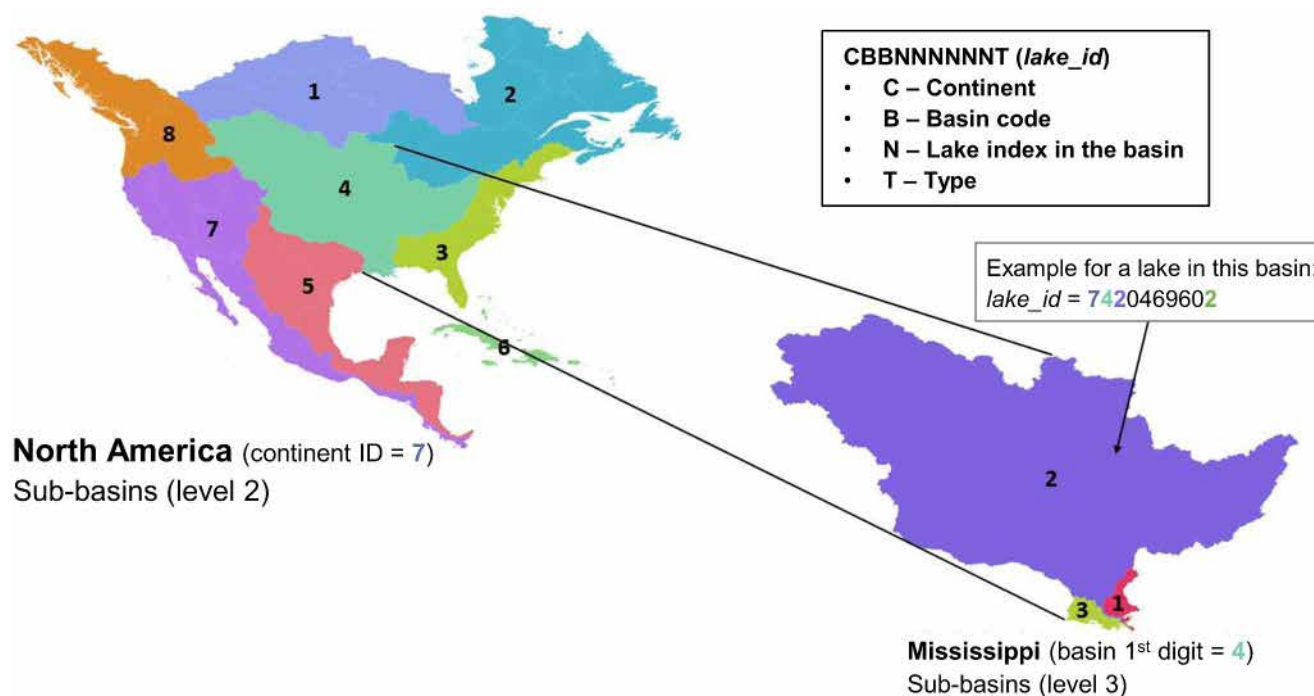 1
2
8
4
7
3
5
6
North America (continent ID = 7)
Sub-basins (level 2)
CBBNNNNNNT (lake_id)
• C – Continent
• B – Basin code
• N – Lake index in the basin
• T – Type
Example for a lake in this basin:
lake_id = 7420469602
2
3
1
Mississippi (basin 1st digit = 4)
Sub-basins (level 3)